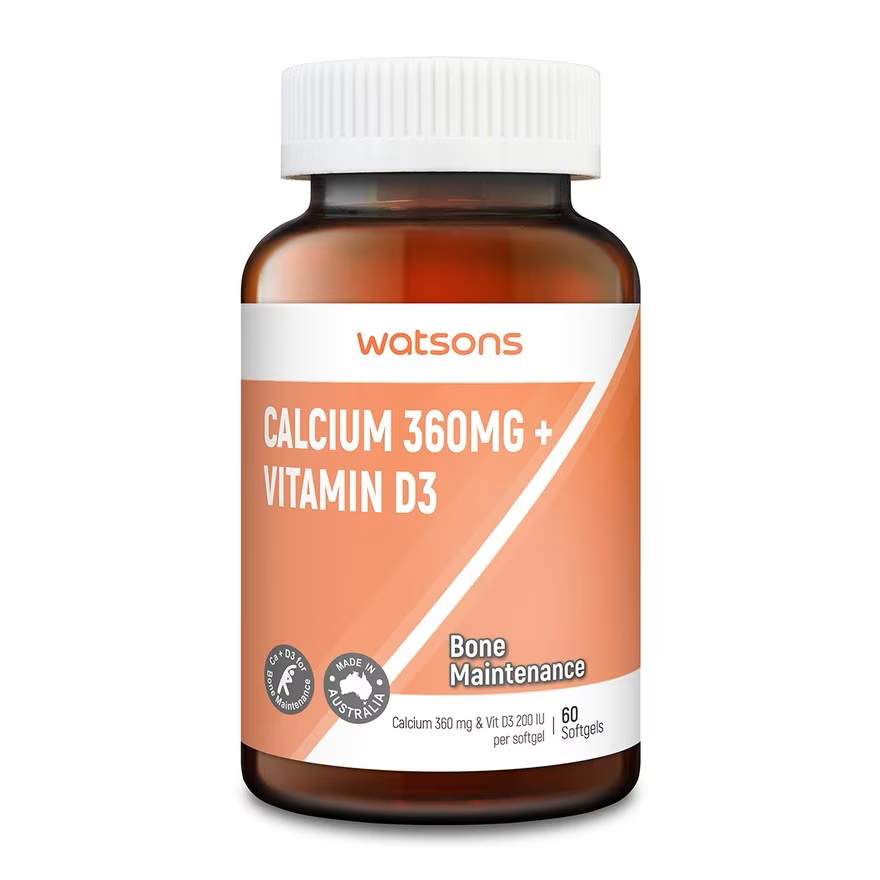 watsons
CALCIUM 360MG +
VITAMIN D3
Bone
Maintenance
Ca + D3 for
Bone Maintenance
MADE IN
AUSTRALIA
Calcium 360 mg & Vit D3 200 IU
per softgel
60
Softgels